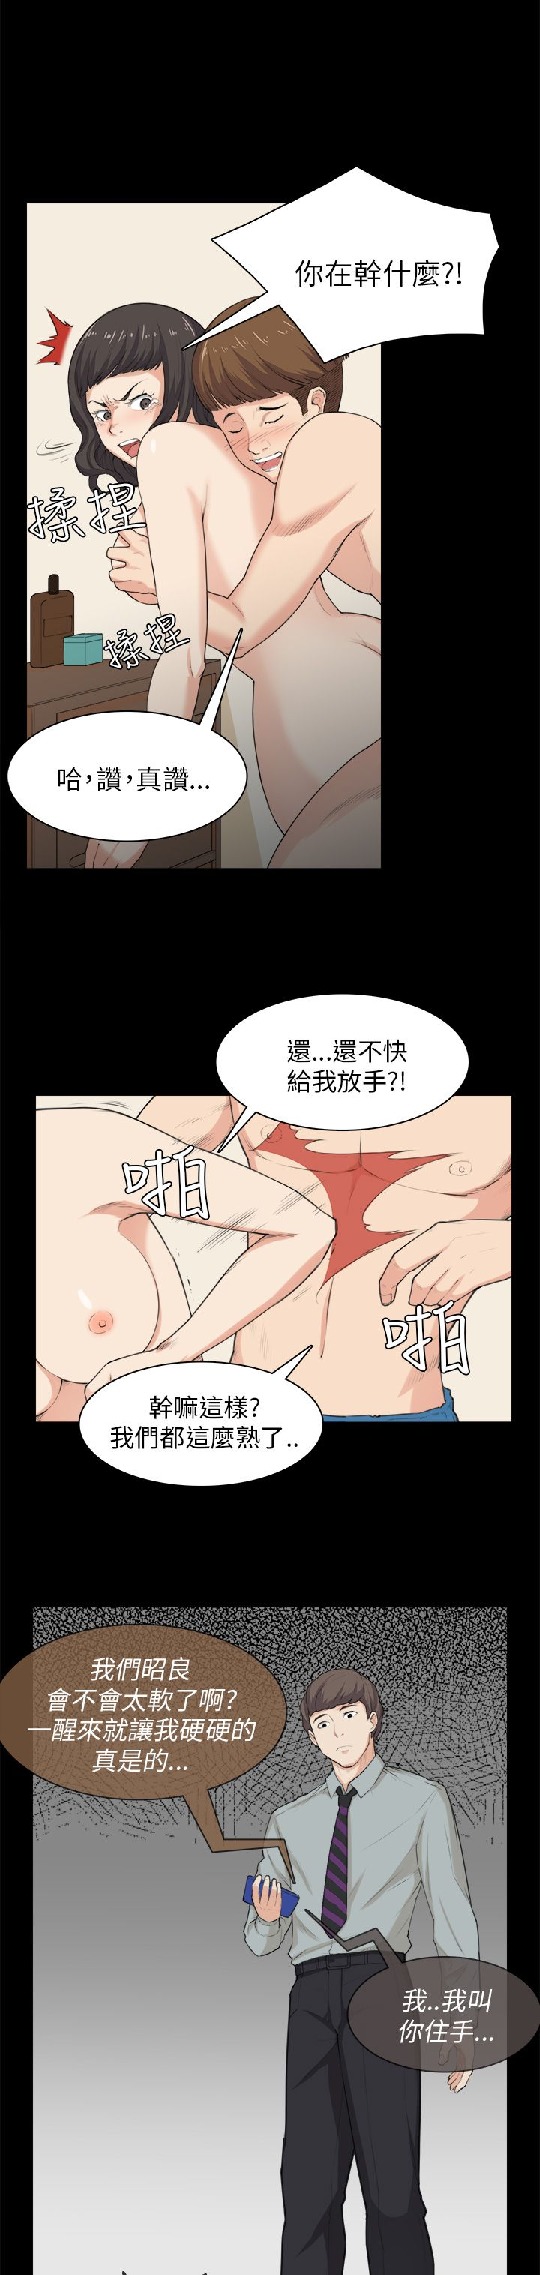 你在幹什麼?!
揉捏
揉捏
哈,讚,真讚...
還...還不快
給我放手?!
啪
啪
幹嘛這樣?
我們都這麼熟了..
我們昭良
會不會太軟了啊?
一醒來就讓我硬硬的
真是的...
我..我叫
你住手...